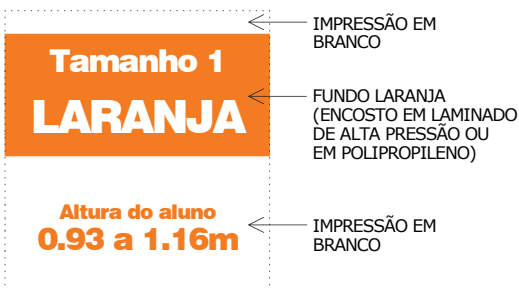 IMPRESSÃO EM
BRANCO
Tamanho 1
LARANJA
FUNDO LARANJA
(ENCOSTO EM LAMINADO
DE ALTA PRESSÃO OU
EM POLIPROPILENO)
Altura do aluno
0.93 a 1.16m
IMPRESSÃO EM
BRANCO